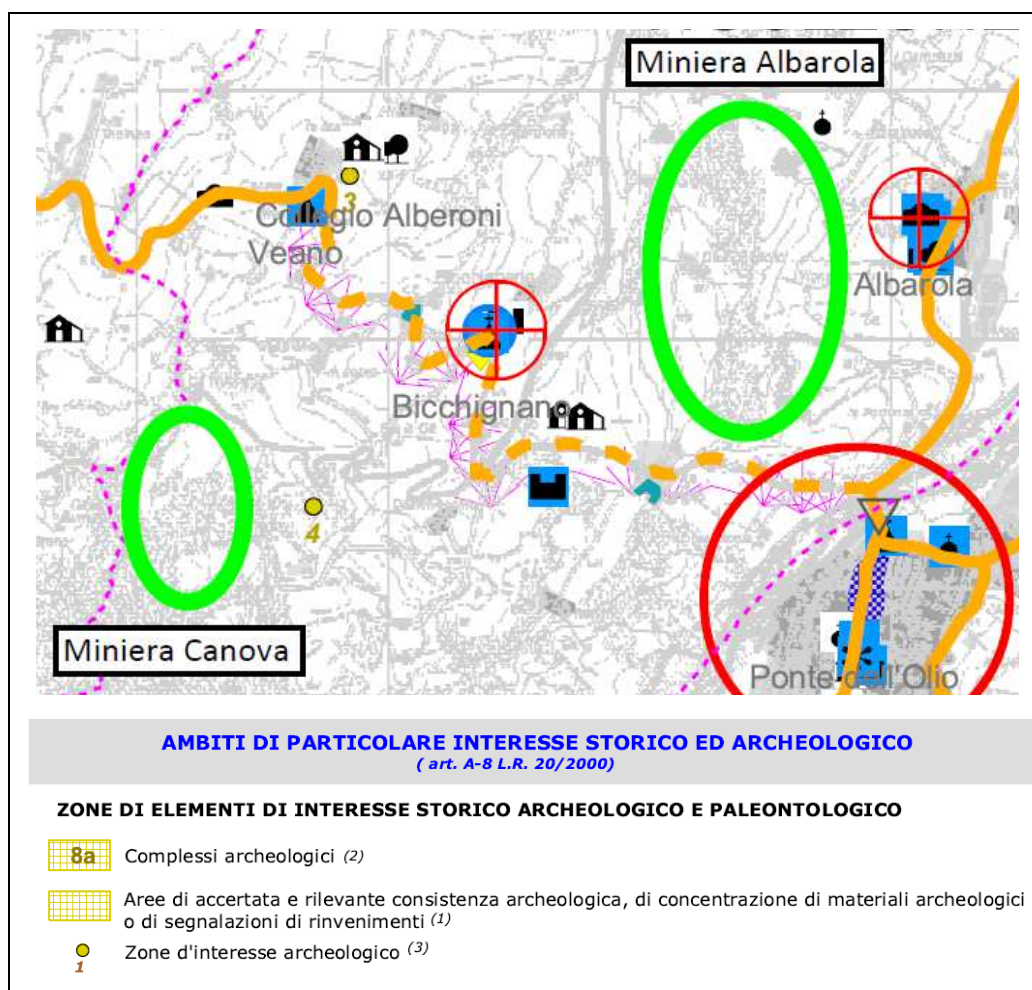 Miniera Albarola
3
Collegio Alberoni
Veano
Albarola
Bicchignano
4
Miniera Canova
Ponte dell'Olio
AMBITI DI PARTICOLARE INTERESSE STORICO ED ARCHEOLOGICO
( art. A-8 L.R. 20/2000)
ZONE DI ELEMENTI DI INTERESSE STORICO ARCHEOLOGICO E PALEONTOLOGICO
8a Complessi archeologici (2)
Aree di accertata e rilevante consistenza archeologica, di concentrazione di materiali archeologici
o di segnalazioni di rinvenimenti (1)
Zone d'interesse archeologico (3)
1